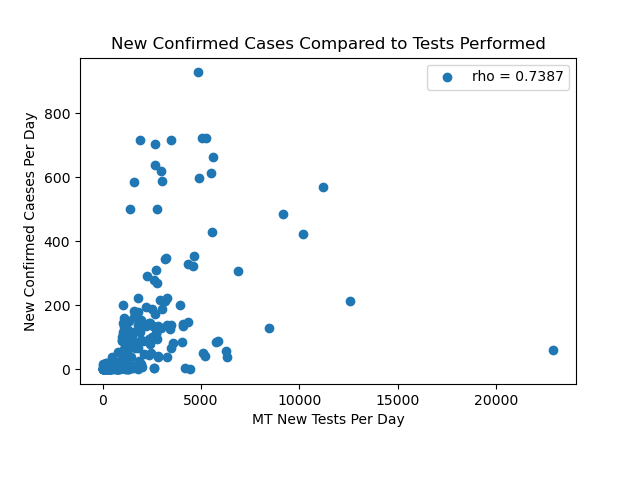 New Confirmed Cases Compared to Tests Performed
rho = 0.7387
New Confirmed Caeses Per Day
800
600
400
200
0
0 5000 10000 15000 20000
MT New Tests Per Day